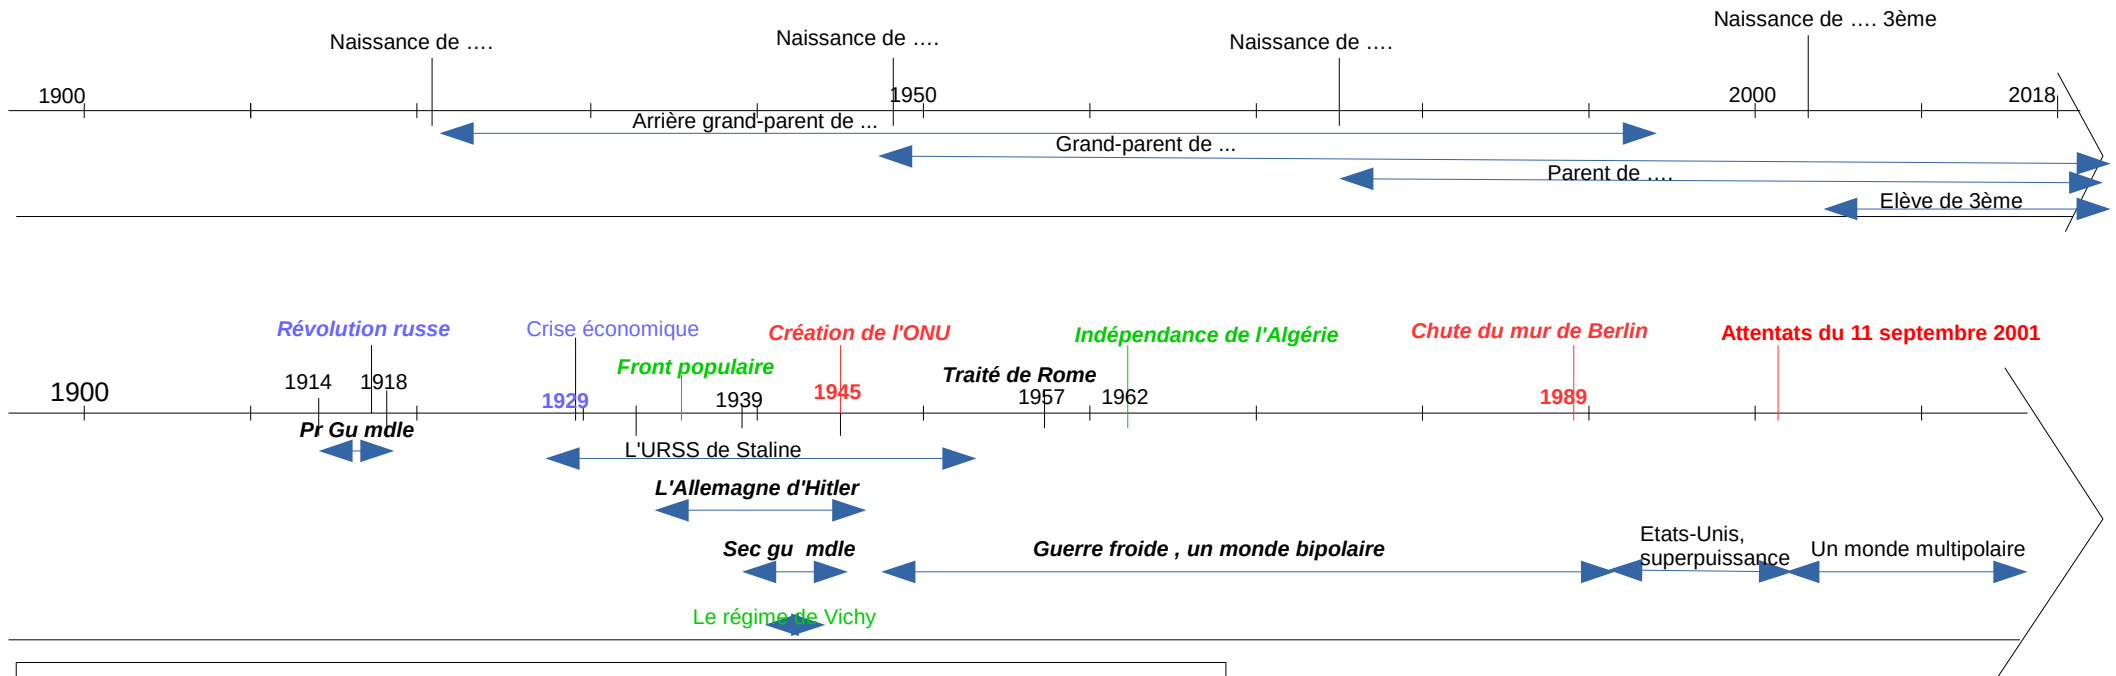 Naissance de …. 3ème
Naissance de ….
Naissance de ….
Naissance de ….
1900
1950
2000
2018
Arrière grand-parent de ...
Grand-parent de ...
Parent de ….
Elève de 3ème
Révolution russe
Crise économique
Création de l'ONU
Indépendance de l'Algérie
Chute du mur de Berlin
Attentats du 11 septembre 2001
Front populaire
Traité de Rome
1900
1914
1918
1929
1939
1945
1957
1962
1989
Pr Gu mdle
L'URSS de Staline
L'Allemagne d'Hitler
Sec gu mdle
Guerre froide , un monde bipolaire
Etats-Unis,
superpuissance
Un monde multipolaire
Le régime de Vichy